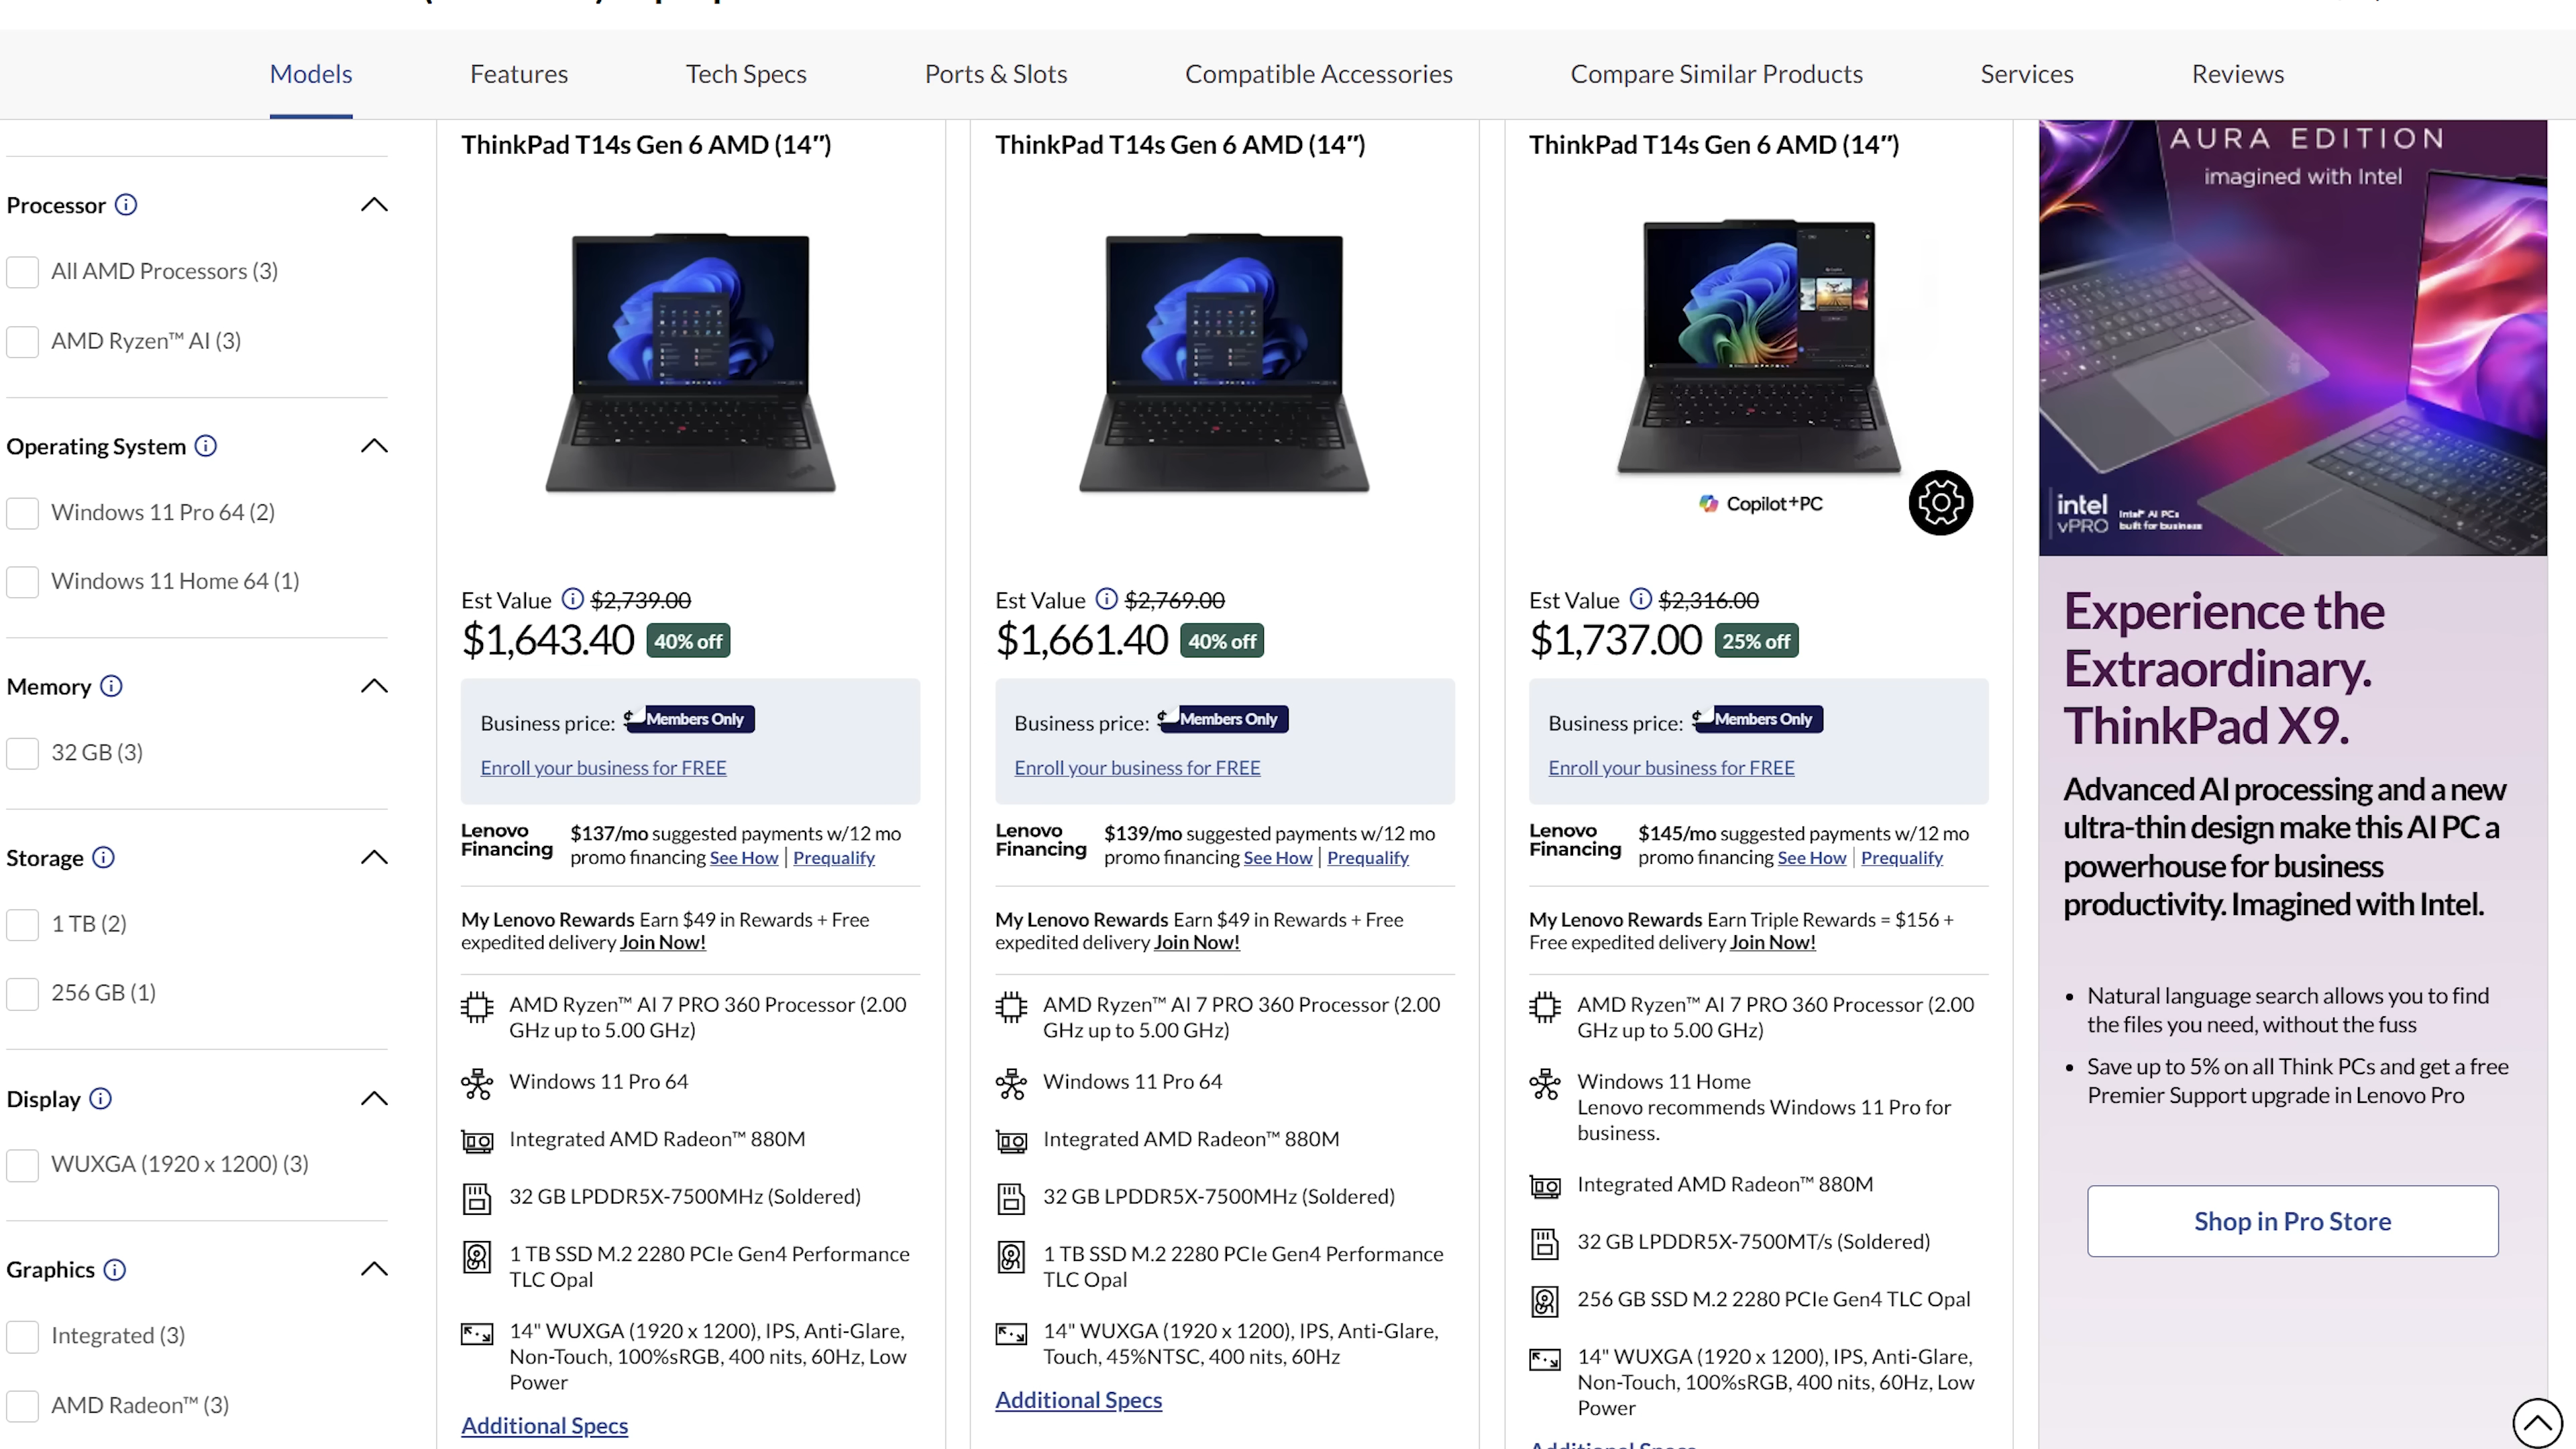 Models
Features
Tech Specs
Ports & Slots
Compatible Accessories
Compare Similar Products
Services
Reviews
Processor
All AMD Processors (3)
AMD Ryzen™ AI (3)
Operating System
Windows 11 Pro 64 (2)
Windows 11 Home 64 (1)
Memory
32 GB (3)
Storage
1 TB (2)
256 GB (1)
Display
WUXGA (1920 x 1200) (3)
Graphics
Integrated (3)
AMD Radeon™ (3)
ThinkPad T14s Gen 6 AMD (14″)
Est Value $2,739.00
$1,643.40 40% off
Business price: $ Members Only
Enroll your business for FREE
Lenovo
Financing
$137/mo suggested payments w/12 mo
promo financing See How | Prequalify
My Lenovo Rewards Earn $49 in Rewards + Free
expedited delivery Join Now!
AMD Ryzen™ AI 7 PRO 360 Processor (2.00
GHz up to 5.00 GHz)
Windows 11 Pro 64
Integrated AMD Radeon™ 880M
32 GB LPDDR5X-7500MHz (Soldered)
1 TB SSD M.2 2280 PCIe Gen4 Performance
TLC Opal
14" WUXGA (1920 x 1200), IPS, Anti-Glare,
Non-Touch, 100%sRGB, 400 nits, 60Hz, Low
Power
Additional Specs
ThinkPad T14s Gen 6 AMD (14″)
Est Value $2,769.00
$1,661.40 40% off
Business price: $ Members Only
Enroll your business for FREE
Lenovo
Financing
$139/mo suggested payments w/12 mo
promo financing See How | Prequalify
My Lenovo Rewards Earn $49 in Rewards + Free
expedited delivery Join Now!
AMD Ryzen™ AI 7 PRO 360 Processor (2.00
GHz up to 5.00 GHz)
Windows 11 Pro 64
Integrated AMD Radeon™ 880M
32 GB LPDDR5X-7500MHz (Soldered)
1 TB SSD M.2 2280 PCIe Gen4 Performance
TLC Opal
14" WUXGA (1920 x 1200), IPS, Anti-Glare,
Touch, 45%NTSC, 400 nits, 60Hz
Additional Specs
ThinkPad T14s Gen 6 AMD (14″)
Copilot+PC
Est Value $2,316.00
$1,737.00 25% off
Business price: $ Members Only
Enroll your business for FREE
Lenovo
Financing
$145/mo suggested payments w/12 mo
promo financing See How | Prequalify
My Lenovo Rewards Earn Triple Rewards = $156 +
Free expedited delivery Join Now!
AMD Ryzen™ AI 7 PRO 360 Processor (2.00
GHz up to 5.00 GHz)
Windows 11 Home
Lenovo recommends Windows 11 Pro for
business.
Integrated AMD Radeon™ 880M
32 GB LPDDR5X-7500MT/s (Soldered)
256 GB SSD M.2 2280 PCIe Gen4 TLC Opal
14" WUXGA (1920 x 1200), IPS, Anti-Glare,
Non-Touch, 100%sRGB, 400 nits, 60Hz, Low
Power
AURA EDITION
imagined with Intel
intel
vPRO
Intel® AI PCs
built for business
Experience the
Extraordinary.
ThinkPad X9.
Advanced AI processing and a new
ultra-thin design make this AI PC a
powerhouse for business
productivity. Imagined with Intel.
• Natural language search allows you to find
the files you need, without the fuss
• Save up to 5% on all Think PCs and get a free
Premier Support upgrade in Lenovo Pro
Shop in Pro Store